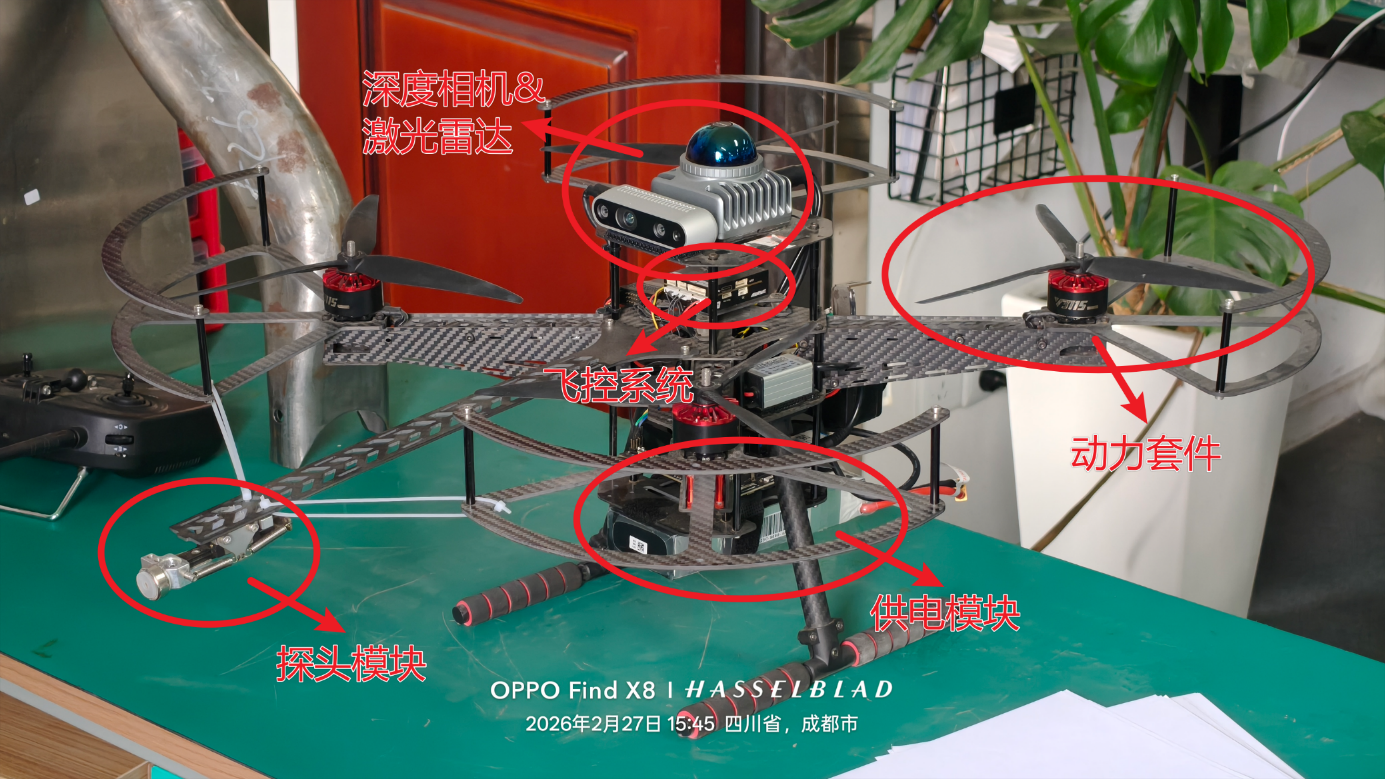 深度相机&
激光雷达
飞控系统
动力套件
供电模块
探头模块
OPPO Find X8 | HASSELBLAD
2026年2月27日 15:45 四川省，成都市